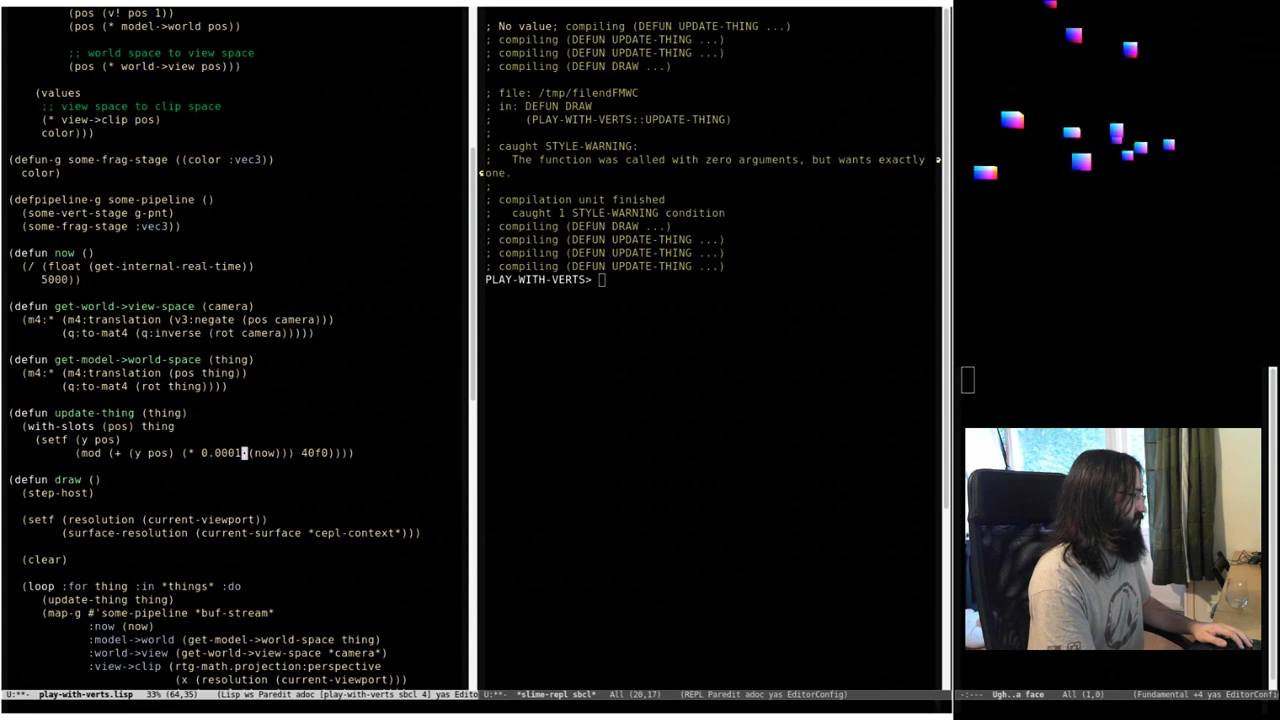 (pos (v! pos 1))
(pos (* model->world pos))
;; world space to view space
(pos (* world->view pos)))
(values
;; view space to clip space
(* view->clip pos)
color)))
(defun-g some-frag-stage ((color :vec3))
color)
(defpipeline-g some-pipeline ()
(some-vert-stage g-pnt)
(some-frag-stage :vec3))
(defun now ()
(/ (float (get-internal-real-time))
5000))
(defun get-world->view-space (camera)
(m4:* (m4:translation (v3:negate (pos camera)))
(q:to-mat4 (q:inverse (rot camera)))))
(defun get-model->world-space (thing)
(m4:* (m4:translation (pos thing))
(q:to-mat4 (rot thing))))
(defun update-thing (thing)
(with-slots (pos) thing
(setf (y pos)
(mod (+ (y pos) (* 0.0001 (now))) 40f0))))
(defun draw ()
(step-host)
(setf (resolution (current-viewport))
(surface-resolution (current-surface *cepl-context*)))
(clear)
(loop :for thing :in *things* :do
(update-thing thing)
(map-g #'some-pipeline *buf-stream*
:now (now)
:model->world (get-model->world-space thing)
:world->view (get-world->view-space *camera*)
:view->clip (rtg-math.projection:perspective
(x (resolution (current-viewport)))
U:**- play-with-verts.lisp 33% (64,35) (Lisp ws Paredit adoc [play-with-verts sbcl 4] yas Edito
; No value; compiling (DEFUN UPDATE-THING ...)
; compiling (DEFUN UPDATE-THING ...)
; compiling (DEFUN UPDATE-THING ...)
; compiling (DEFUN DRAW ...)
; file: /tmp/filendFMWC
; in: DEFUN DRAW
; (PLAY-WITH-VERTS::UPDATE-THING)
;
; caught STYLE-WARNING:
; The function was called with zero arguments, but wants exactly
one.
;
; compilation unit finished
; caught 1 STYLE-WARNING condition
; compiling (DEFUN DRAW ...)
; compiling (DEFUN UPDATE-THING ...)
; compiling (DEFUN UPDATE-THING ...)
; compiling (DEFUN UPDATE-THING ...)
PLAY-WITH-VERTS>
U:**- *slime-repl sbcl* All (20,17) (REPL Paredit adoc yas EditorConfig)
-:--- Ugh..a face All (1,0) (Fundamental +4 yas EditorConfi